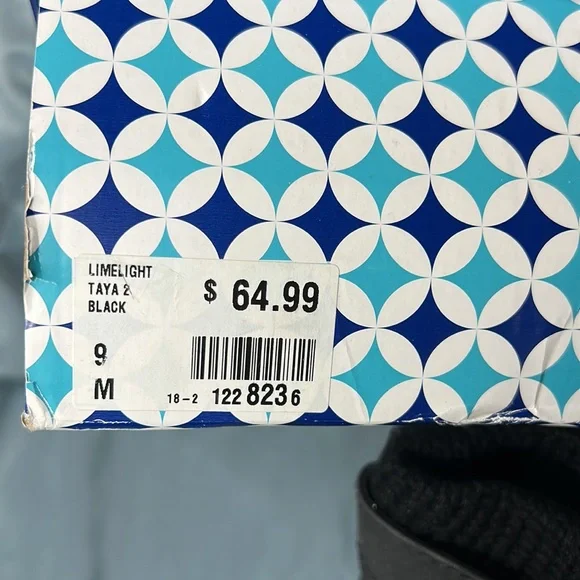 LIMELIGHT
TAYA 2
BLACK
$ 64.99
9
M
18-2 122 823 6